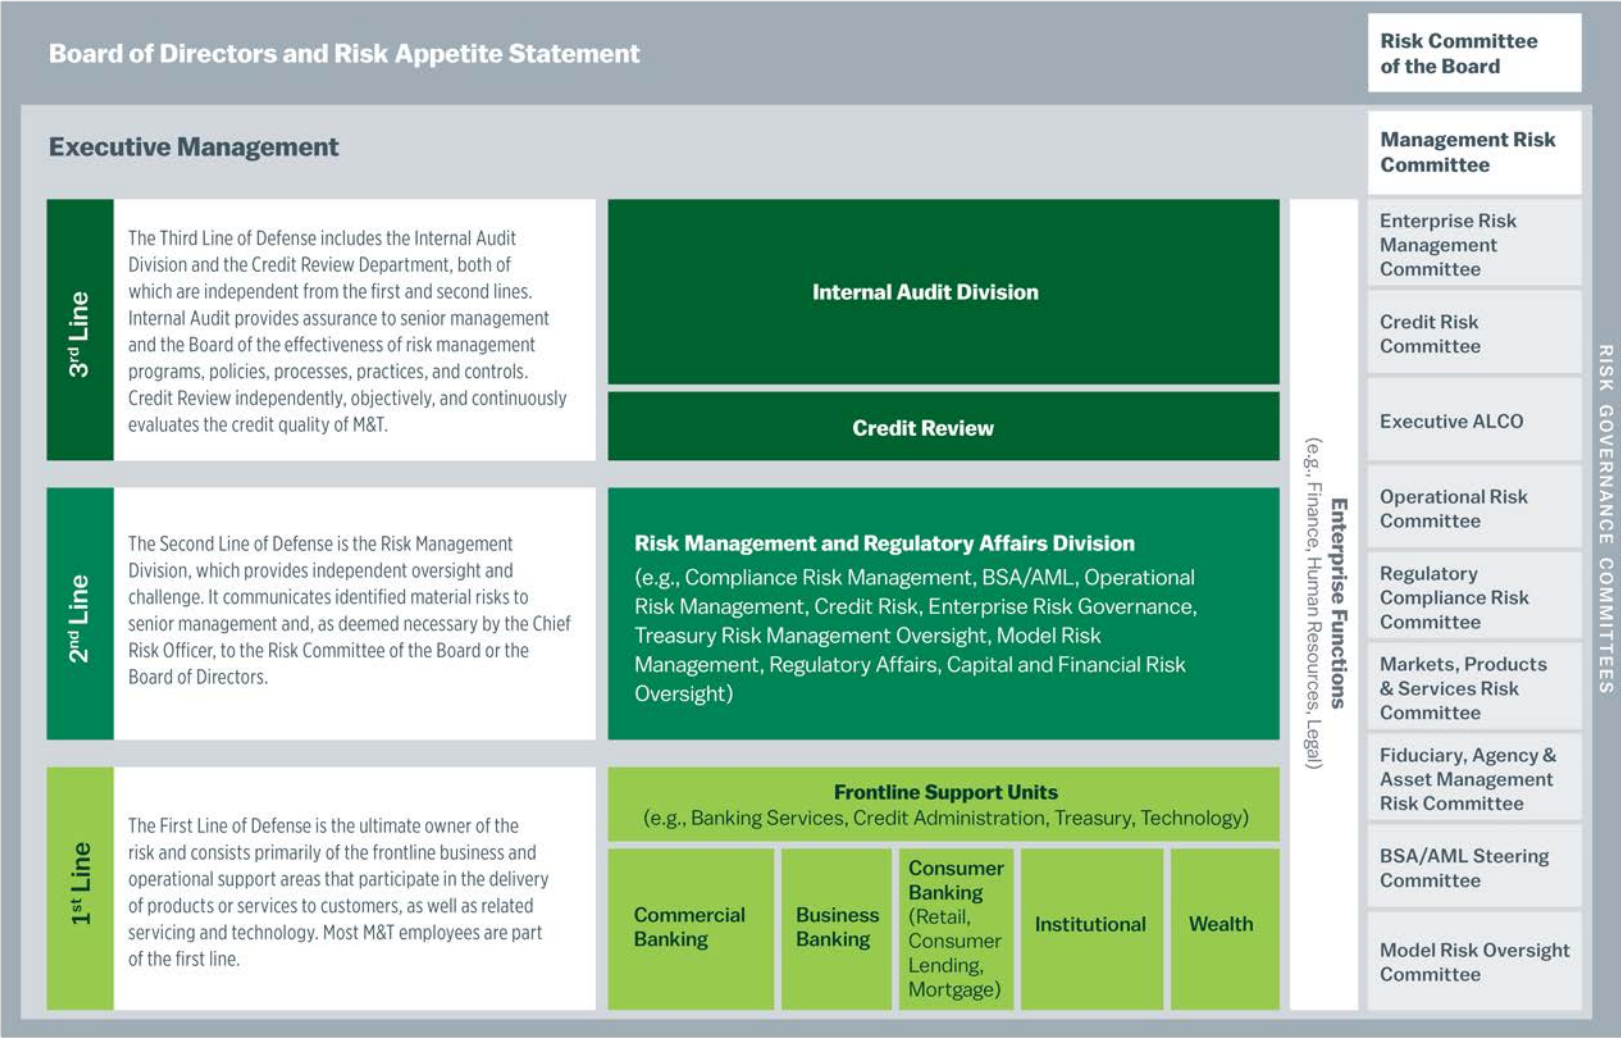 Board of Directors and Risk Appetite Statement
Risk Committee
of the Board
Executive Management
Management Risk
Committee
3rd Line
The Third Line of Defense includes the Internal Audit
Division and the Credit Review Department, both of
which are independent from the first and second lines.
Internal Audit provides assurance to senior management
and the Board of the effectiveness of risk management
programs, policies, processes, practices, and controls.
Credit Review independently, objectively, and continuously
evaluates the credit quality of M&T.
Internal Audit Division
Credit Review
2nd Line
The Second Line of Defense is the Risk Management
Division, which provides independent oversight and
challenge. It communicates identified material risks to
senior management and, as deemed necessary by the Chief
Risk Officer, to the Risk Committee of the Board or the
Board of Directors.
Risk Management and Regulatory Affairs Division
(e.g., Compliance Risk Management, BSA/AML, Operational
Risk Management, Credit Risk, Enterprise Risk Governance,
Treasury Risk Management Oversight, Model Risk
Management, Regulatory Affairs, Capital and Financial Risk
Oversight)
1st Line
The First Line of Defense is the ultimate owner of the
risk and consists primarily of the frontline business and
operational support areas that participate in the delivery
of products or services to customers, as well as related
servicing and technology. Most M&T employees are part
of the first line.
Frontline Support Units
(e.g., Banking Services, Credit Administration, Treasury, Technology)
Commercial
Banking
Business
Banking
Consumer
Banking
(Retail,
Consumer
Lending,
Mortgage)
Institutional
Wealth
Enterprise Functions
(e.g., Finance, Human Resources, Legal)
Enterprise Risk
Management
Committee
Credit Risk
Committee
Executive ALCO
Operational Risk
Committee
Regulatory
Compliance Risk
Committee
Markets, Products
& Services Risk
Committee
Fiduciary, Agency &
Asset Management
Risk Committee
BSA/AML Steering
Committee
Model Risk Oversight
Committee
RISK GOVERNANCE COMMITTEES